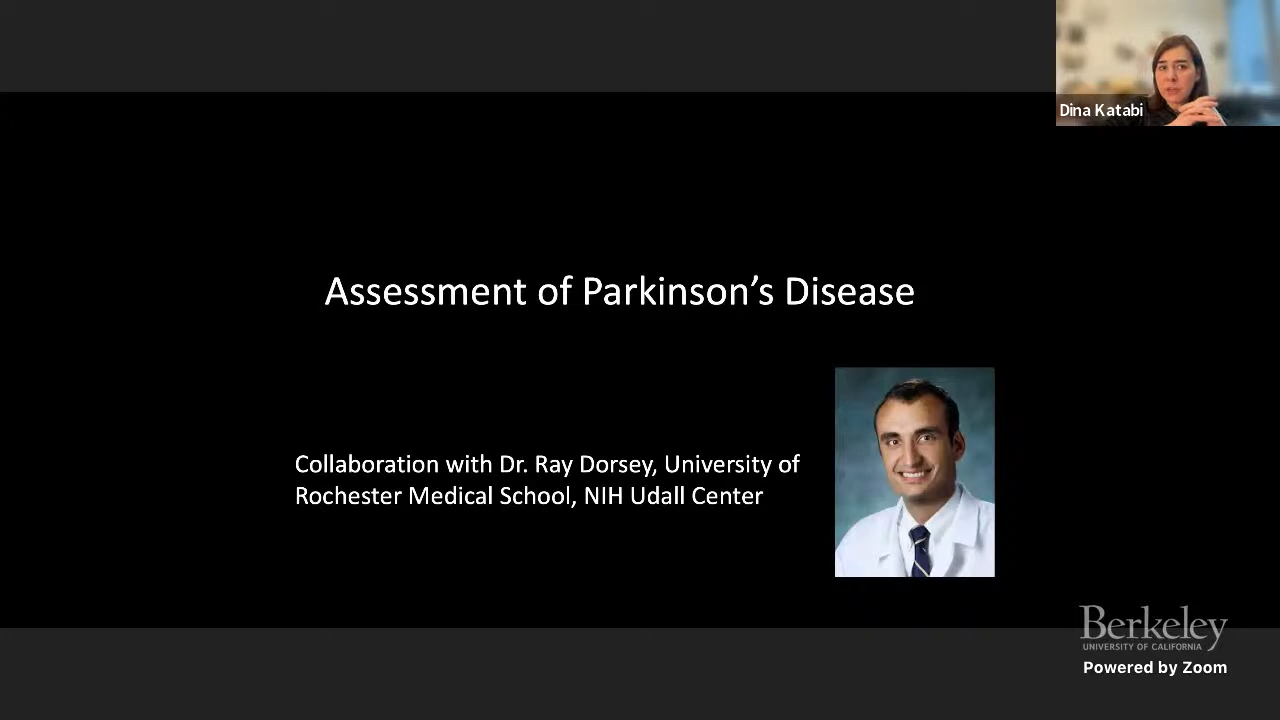 Dina Katabi
Assessment of Parkinson’s Disease
Collaboration with Dr. Ray Dorsey, University of
Rochester Medical School, NIH Udall Center
Berkeley
UNIVERSITY OF CALIFORNIA
Powered by Zoom